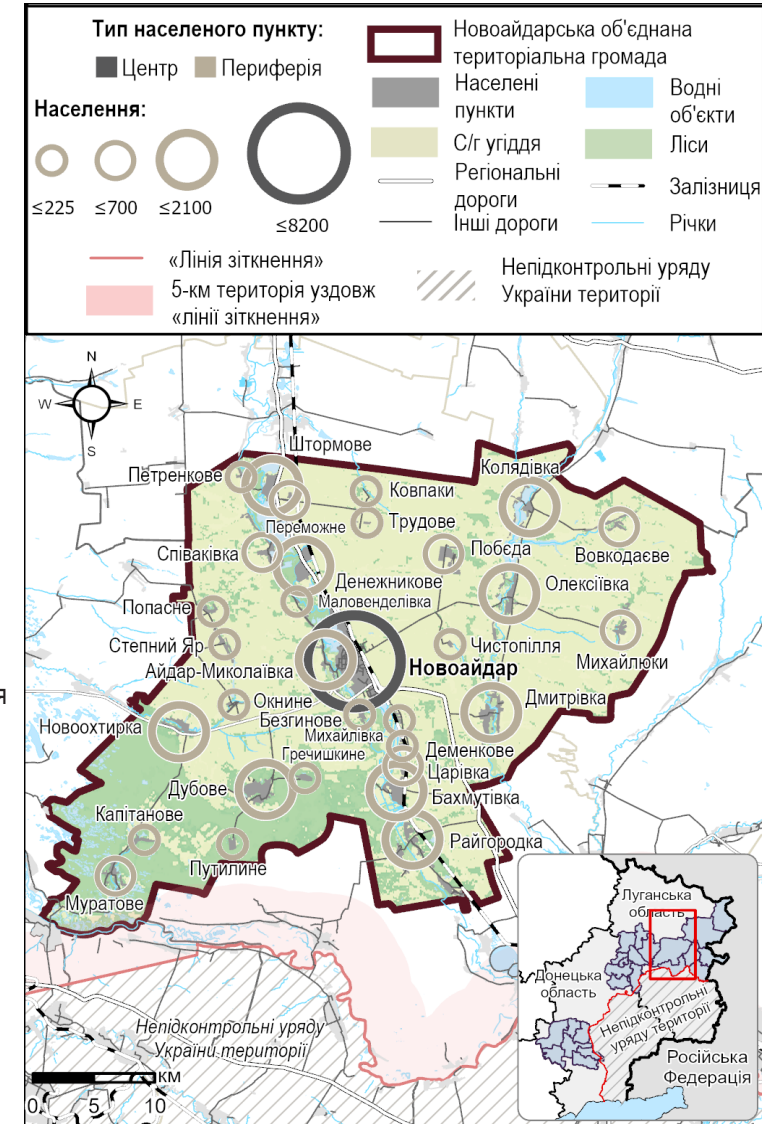 Тип населеного пункту:
Центр
Периферія
Населення:
≤225
≤700
≤2100
≤8200
Новоайдарська об'єднана
територіальна громада
Населені
пункти
Водні
об'єкти
С/г угіддя
Ліси
Регіональні
дороги
Залізниця
Інші дороги
Річки
«Лінія зіткнення»
5-км територія уздовж
«лінії зіткнення»
Непідконтрольні уряду
України території
N
W
E
S
Штормове
Петренкове
Ковпаки
Колядівка
Переможне
Трудове
Вовкодаєве
Співаківка
Побєда
Денежникове
Олексіївка
Маловенделівка
Попасне
Степний Яр
Чистопілля
Михайлюки
Айдар-Миколаївка
Новоайдар
Окнине
Дмитрівка
Безгинове
Новоохтирка
Михайлівка
Деменкове
Гречишкине
Царівка
Дубове
Бахмутівка
Капітанове
Райгородка
Путилине
Муратове
я
Непідконтрольні уряду
України території
КМ
0
5
10
Луганська
область
Донецька
область
Непідконтрольні
уряду території
Російська
Федерація